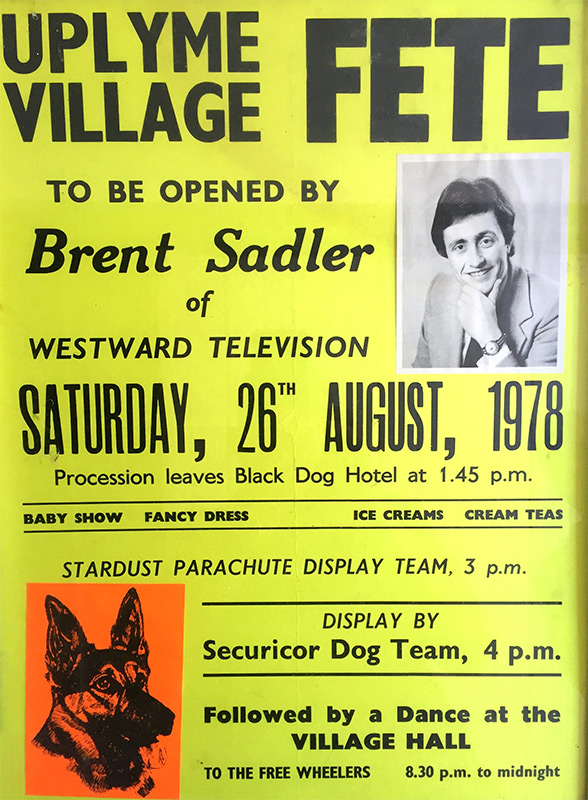 UPLYME
VILLAGE
FETE
TO BE OPENED BY
Brent Sadler
of
WESTWARD TELEVISION
SATURDAY, 26TH AUGUST, 1978
Procession leaves Black Dog Hotel at 1.45 p.m.
BABY SHOW FANCY DRESS ICE CREAMS CREAM TEAS
STARDUST PARACHUTE DISPLAY TEAM, 3 p.m.
DISPLAY BY
Securicor Dog Team, 4 p.m.
Followed by a Dance at the
VILLAGE HALL
TO THE FREE WHEELERS 8.30 p.m. to midnight